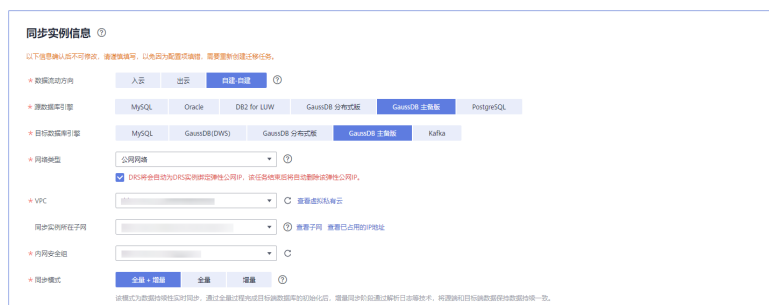 同步实例信息
以下信息确认后不可修改，请谨慎填写，以免因为配置项填错，需要重新创建迁移任务。
* 数据流动方向 入云 出云 自建-自建
* 源数据库引擎 MySQL Oracle DB2 for LUW GaussDB 分布式版 GaussDB 主备版 PostgreSQL
* 目标数据库引擎 MySQL GaussDB(DWS) GaussDB 分布式版 GaussDB 主备版 Kafka
* 网络类型 公网网络
DRS将会自动为DRS实例绑定弹性公网IP，该任务结束后将自动删除该弹性公网IP。
* VPC 查看虚拟私有云
同步实例所在子网 查看子网 查看已占用的IP地址
* 内网安全组
* 同步模式 全量 + 增量 全量 增量
该模式为数据持续性实时同步，通过全量过程完成目标端数据库的初始化后，增量同步阶段通过解析日志等技术，将源端和目标端数据保持数据持续一致。